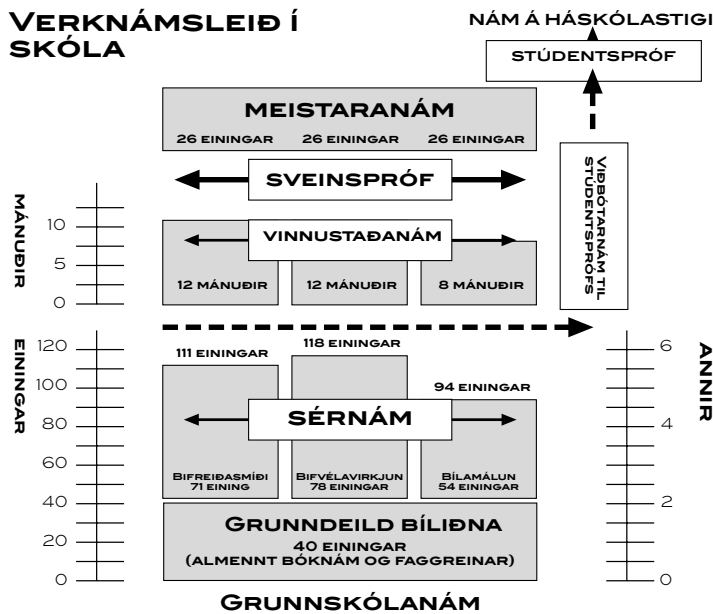 VERKNÁMSLEIÐ Í
SKÓLA
NÁM Á HÁSKÓLASTIGI
STÚDENTSPRÓF
MEISTARANÁM
26 EININGAR 26 EININGAR 26 EININGAR
SVEINSPRÓF
VIÐBÓTARNÁM TIL
STÚDENTSPRÓFS
MÁNUÐIR
10
5
0
VINNUSTAÐANÁM
12 MÁNUÐIR 12 MÁNUÐIR 8 MÁNUÐIR
EININGAR
120
100
80
60
40
20
0
111 EININGAR
118 EININGAR
94 EININGAR
SÉRNÁM
BIFREIÐASMÍÐI
71 EINING
BIFVÉLAVIRKJUN
78 EININGAR
BÍLAMÁLUN
54 EININGAR
ANNIR
6
4
2
0
GRUNNDEILD BÍLIÐNA
40 EININGAR
(ALMENNT BÓKNÁM OG FAGGREINAR)
GRUNNSKÓLANÁM